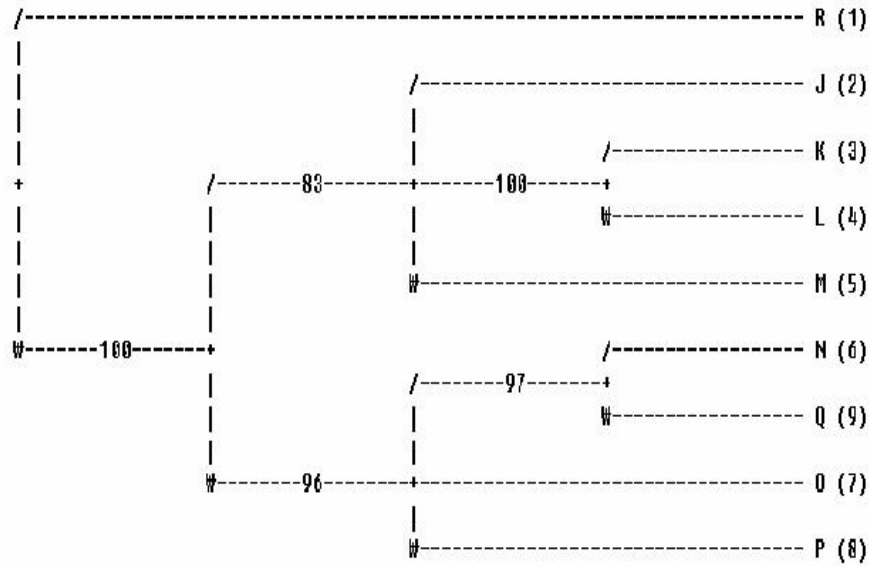 R (1)
J (2)
K (3)
83 100
L (4)
M (5)
100 N (6)
97
Q (9)
96 O (7)
P (8)